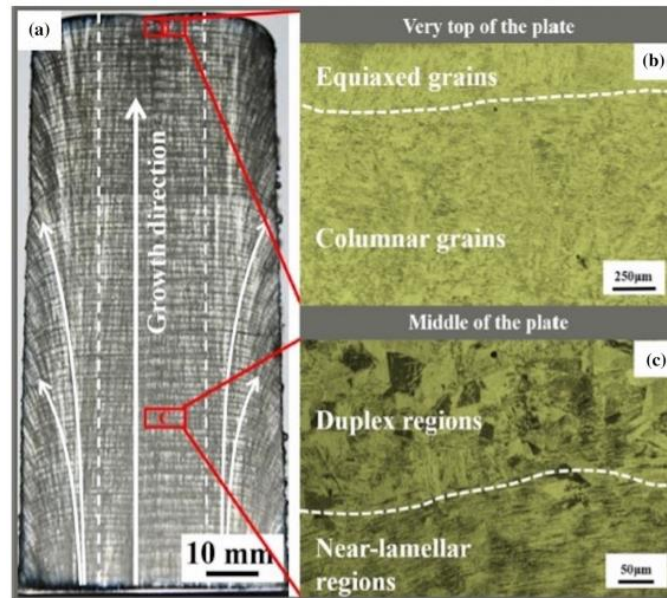 (a)
Growth direction
10 mm
Very top of the plate
(b)
Equiaxed grains
Columnar grains
250μm
Middle of the plate
(c)
Duplex regions
Near-lamellar
regions
50μm